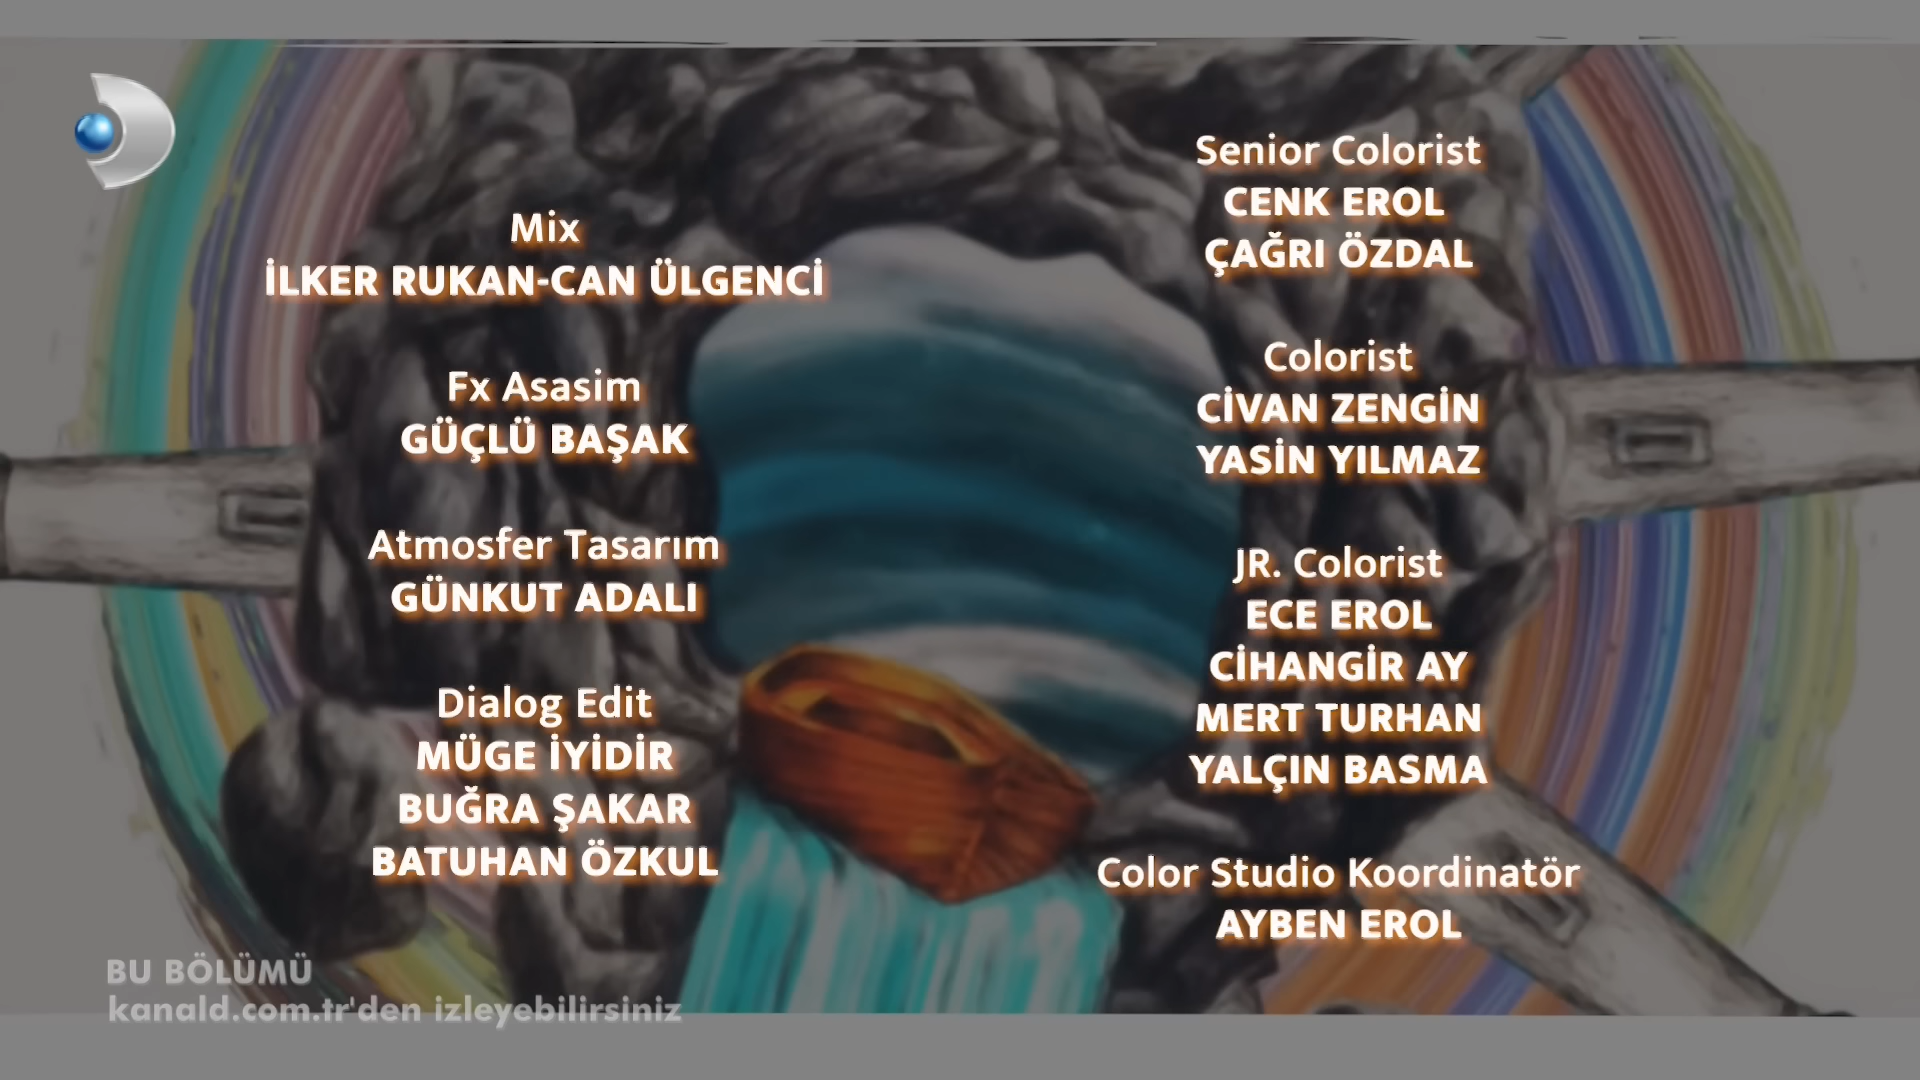 Mix
İLKER RUKAN-CAN ÜLGENCİ
Fx Asasim
GÜÇLÜ BAŞAK
Atmosfer Tasarım
GÜNKUT ADALI
Dialog Edit
MÜGE İYİDİR
BUĞRA ŞAKAR
BATUHAN ÖZKUL
Senior Colorist
CENK EROL
ÇAĞRI ÖZDAL
Colorist
CİVAN ZENGİN
YASİN YILMAZ
JR. Colorist
ECE EROL
CİHANGİR AY
MERT TURHAN
YALÇIN BASMA
Color Studio Koordinatör
AYBEN EROL
BU BÖLÜMÜ
kanald.com.tr'den izleyebilirsiniz